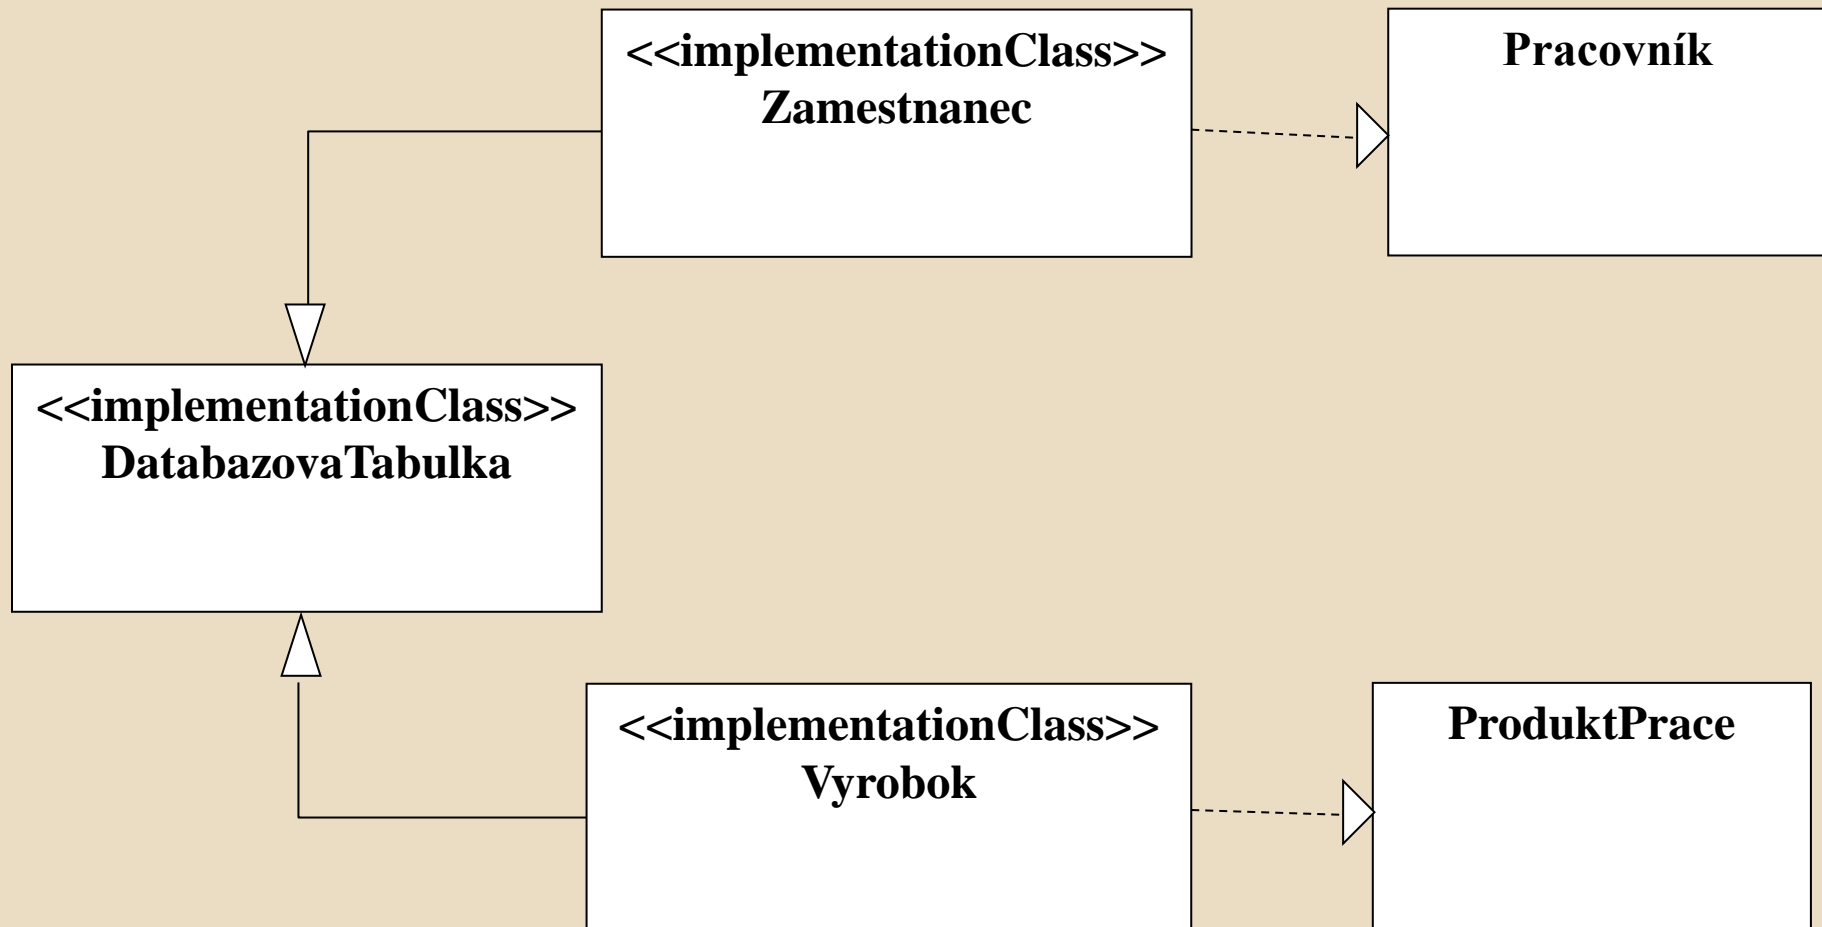 <<implementationClass>>
Zamestnanec
Pracovník
<<implementationClass>>
DatabazovaTabulka
<<implementationClass>>
Vyrobok
ProduktPrace